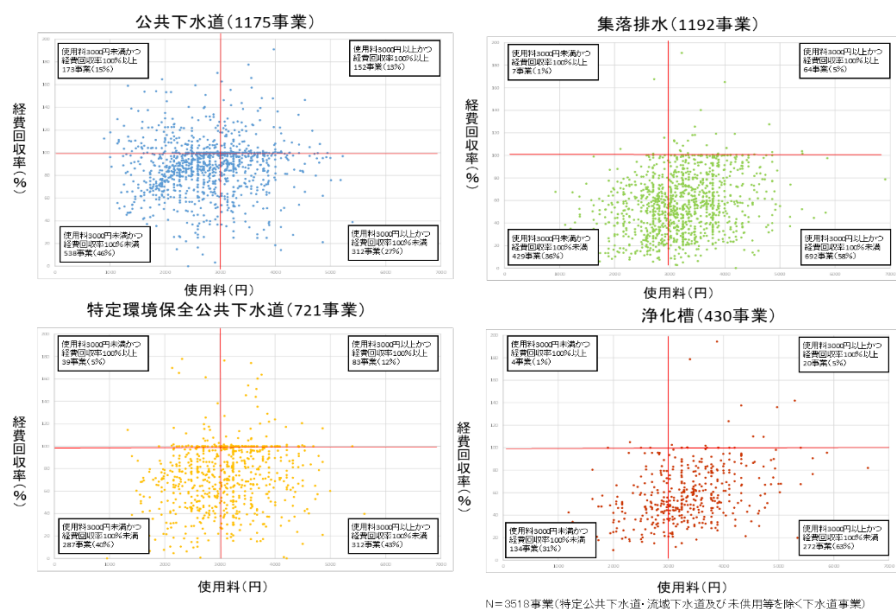 公共下水道(1175事業)
使用料3000円未満かつ
経費回収率100%以上
173事業(15%)
使用料3000円以上かつ
経費回収率100%以上
152事業(13%)
経費回収率(%)
使用料3000円未満かつ
経費回収率100%未満
538事業(46%)
使用料3000円以上かつ
経費回収率100%未満
312事業(27%)
使用料(円)
集落排水(1192事業)
使用料3000円未満かつ
経費回収率100%以上
7事業(1%)
使用料3000円以上かつ
経費回収率100%以上
64事業(5%)
経費回収率(%)
使用料3000円未満かつ
経費回収率100%未満
429事業(36%)
使用料3000円以上かつ
経費回収率100%未満
692事業(58%)
使用料(円)
特定環境保全公共下水道(721事業)
使用料3000円未満かつ
経費回収率100%以上
39事業(5%)
使用料3000円以上かつ
経費回収率100%以上
83事業(12%)
経費回収率(%)
使用料3000円未満かつ
経費回収率100%未満
287事業(40%)
使用料3000円以上かつ
経費回収率100%未満
312事業(43%)
使用料(円)
浄化槽(430事業)
使用料3000円未満かつ
経費回収率100%以上
4事業(1%)
使用料3000円以上かつ
経費回収率100%以上
20事業(5%)
経費回収率(%)
使用料3000円未満かつ
経費回収率100%未満
134事業(31%)
使用料3000円以上かつ
経費回収率100%未満
272事業(63%)
使用料(円)
N=3518事業(特定公共下水道・流域下水道及び未供用等を除く下水道事業)